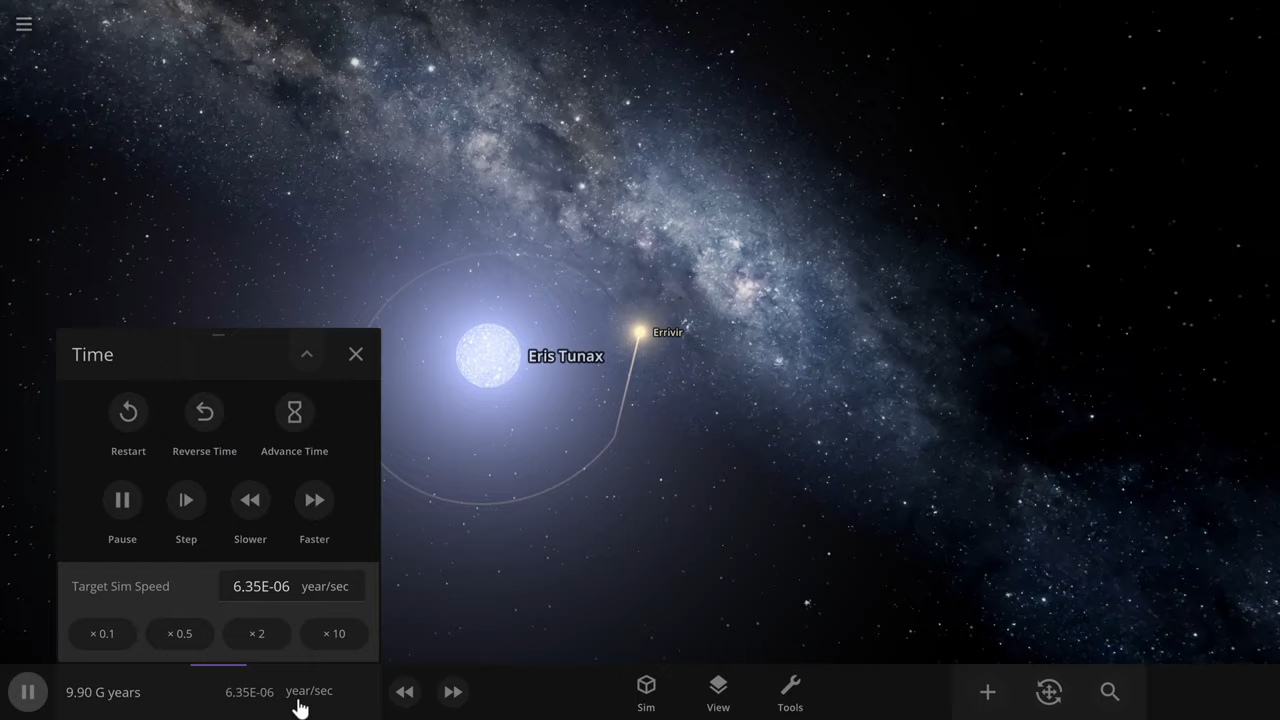 Errivir
Eris Tunax
Time
Restart
Reverse Time
Advance Time
Pause
Step
Slower
Faster
Target Sim Speed
6.35E-06 year/sec
× 0.1
× 0.5
× 2
× 10
9.90 G years
6.35E-06 year/sec
Sim
View
Tools